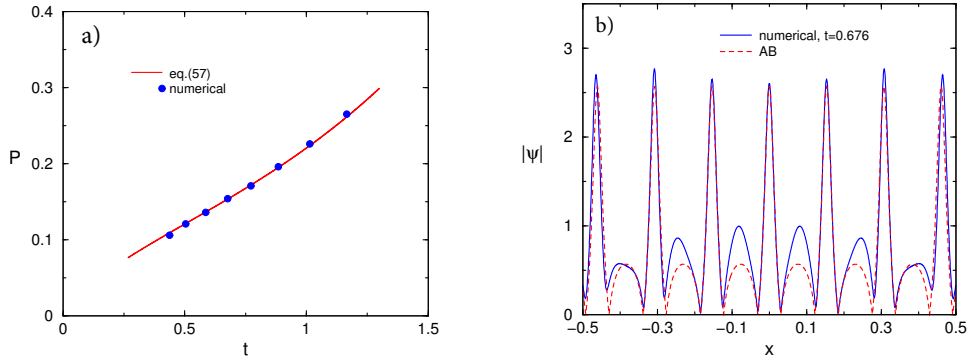 a)
0.4
0.3
0.2
0.1
0
P
eq.(57)
numerical
0
0.5
1
1.5
t
b)
3
2
1
0
|ψ|
numerical, t=0.676
AB
−0.5
−0.3
−0.1
0.1
0.3
0.5
x